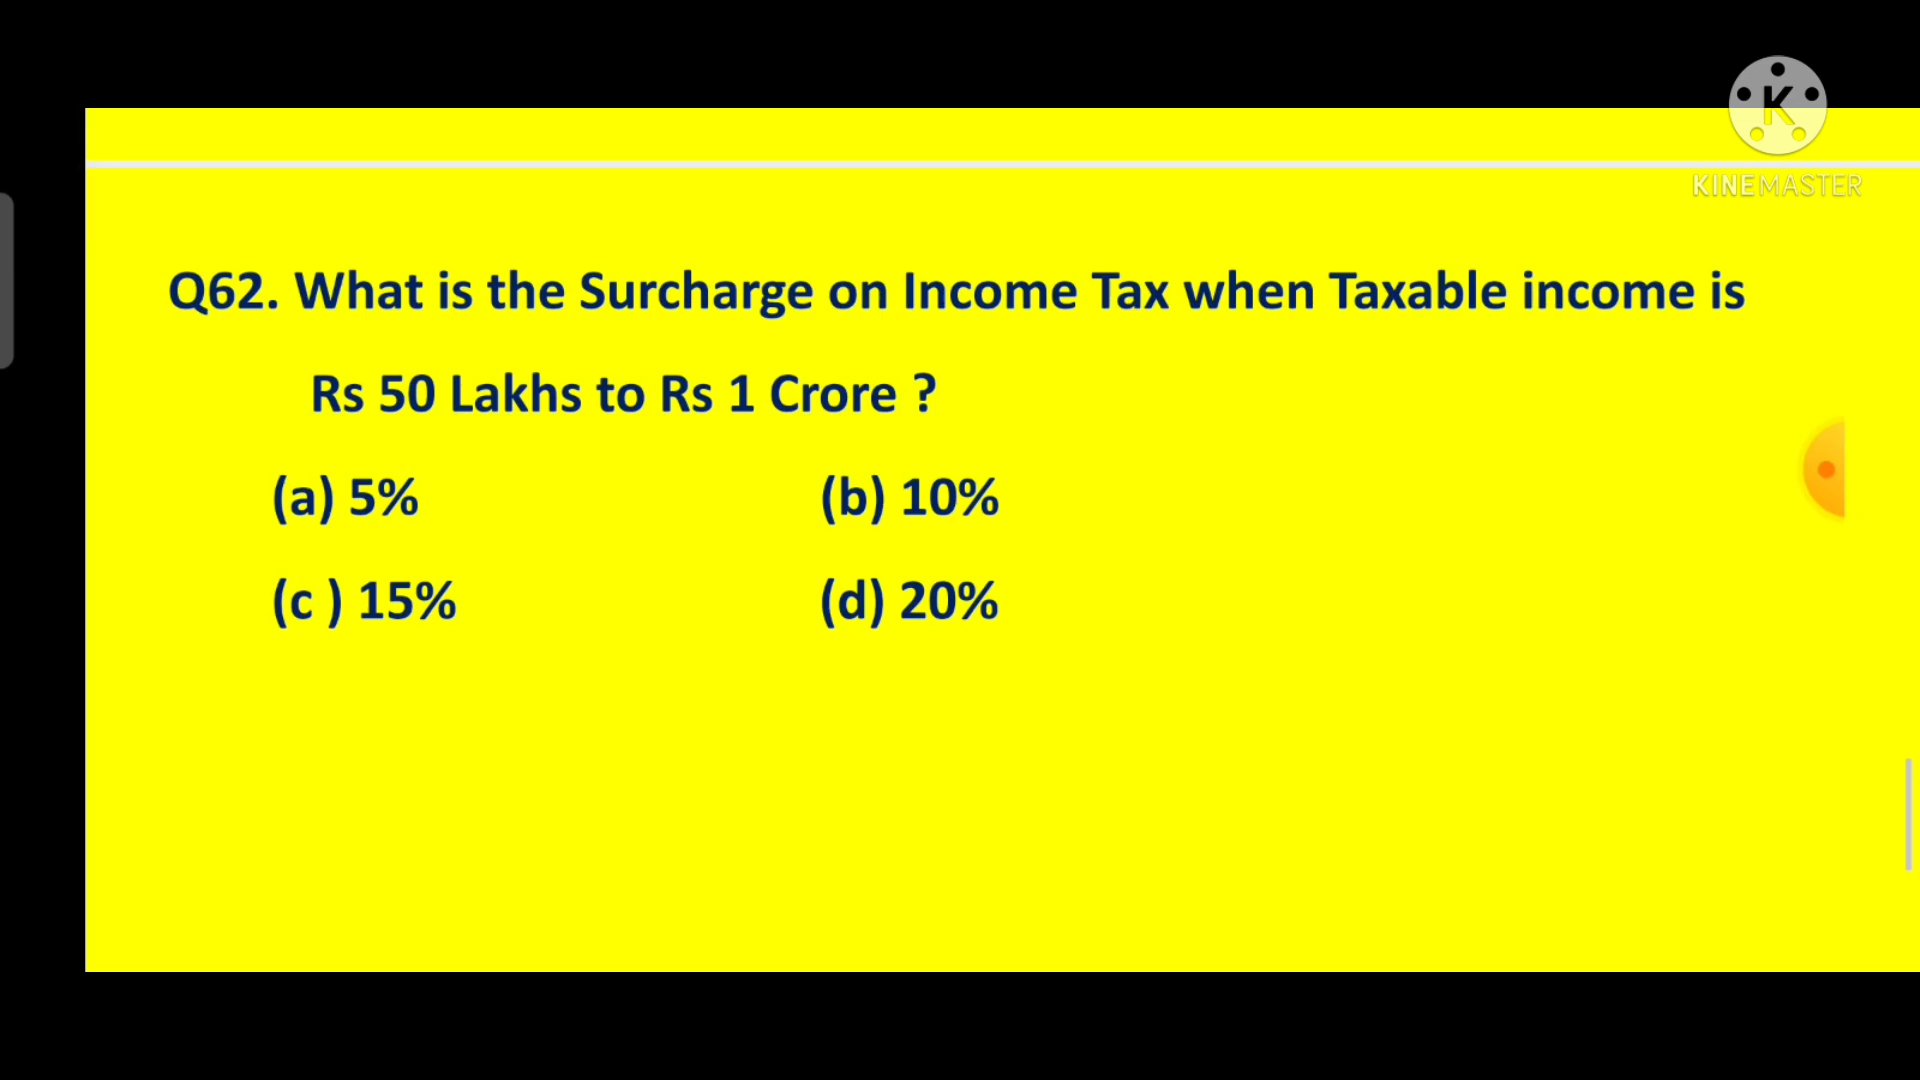 K
KINEMASTER
Q62. What is the Surcharge on Income Tax when Taxable income is
Rs 50 Lakhs to Rs 1 Crore ?
(a) 5% (b) 10%
(c ) 15% (d) 20%